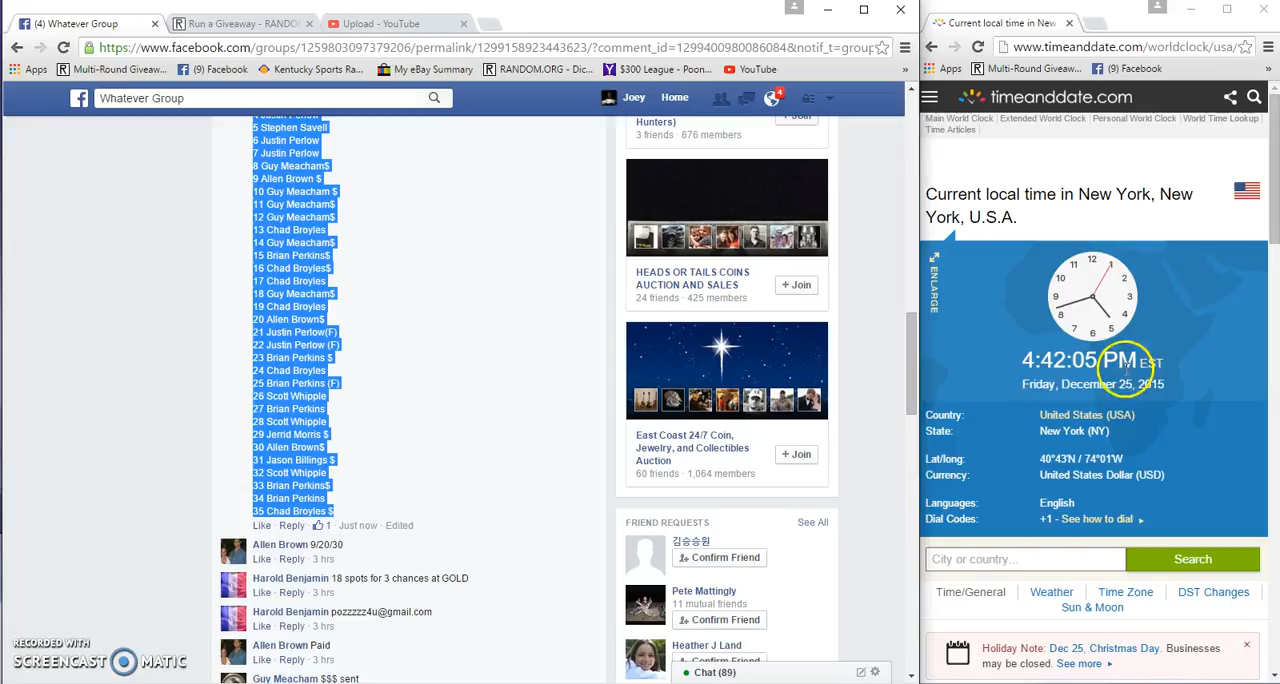 (4) Whatever Group
Run a Giveaway - RANDO
Upload - YouTube
Current local time in New
https://www.facebook.com/groups/1259803097379206/permalink/1299158923443623/?comment_id=1299400980086084&notif_t=group
www.timeanddate.com/worldclock/usa/
Apps
Multi-Round Giveaw...
(9) Facebook
Kentucky Sports Ra...
My eBay Summary
RANDOM.ORG - Dic...
$300 League - Poon...
YouTube
»
Apps
Multi-Round Giveaw...
(9) Facebook
Whatever Group
Joey
Home
4
timeanddate.com
Main World Clock | Extended World Clock | Personal World Clock | World Time Lookup |
Time Articles |
5 Stephen Savell
6 Justin Perlow
7 Justin Perlow
8 Guy Meacham$
9 Allen Brown $
10 Guy Meacham $
11 Guy Meacham$
12 Guy Meacham$
13 Chad Broyles
14 Guy Meacham$
15 Brian Perkins$
16 Chad Broyles$
17 Chad Broyles
18 Guy Meacham$
19 Chad Broyles
20 Allen Brown$
21 Justin Perlow(F)
22 Justin Perlow (F)
23 Brian Perkins $
24 Chad Broyles
25 Brian Perkins (F)
26 Scott Whipple
27 Brian Perkins
28 Scott Whipple
29 Jerrid Morris $
30 Allen Brown$
31 Jason Billings $
32 Scott Whipple
33 Brian Perkins$
34 Brian Perkins
35 Chad Broyles $
Like · Reply · 1 · Just now · Edited
Allen Brown 9/20/30
Like · Reply · 3 hrs
Harold Benjamin 18 spots for 3 chances at GOLD
Like · Reply · 3 hrs
Harold Benjamin pozzzzz4u@gmail.com
Like · Reply · 3 hrs
Allen Brown Paid
Like · Reply · 3 hrs
Guy Meacham $$$ sent
RECORDED WITH
SCREENCAST MATIC
Hunters)
3 friends · 676 members
+ Join
HEADS OR TAILS COINS
AUCTION AND SALES
24 friends · 425 members
+ Join
East Coast 24/7 Coin,
Jewelry, and Collectibles
Auction
60 friends · 1,064 members
+ Join
FRIEND REQUESTS
See All
김승원
Confirm Friend
Pete Mattingly
11 mutual friends
Confirm Friend
Heather J Land
Confirm Friend
Chat (89)
Current local time in New York, New
York, U.S.A.
ENLARGE
12
1
2
3
4
5
6
7
8
9
10
11
4:42:05 PM EST
Friday, December 25, 2015
Country: United States (USA)
State: New York (NY)
Lat/long: 40°43'N / 74°01'W
Currency: United States Dollar (USD)
Languages: English
Dial Codes: +1 - See how to dial
City or country...
Search
Time/General
Weather
Time Zone
DST Changes
Sun & Moon
Holiday Note: Dec 25, Christmas Day. Businesses
may be closed. See more